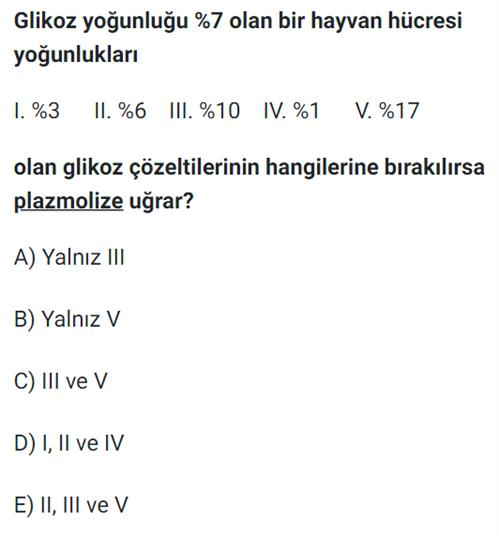 Glikoz yoğunluğu %7 olan bir hayvan hücresi
yoğunlukları
I. %3 II. %6 III. %10 IV. %1 V. %17
olan glikoz çözeltilerinin hangilerine bırakılırsa
plazmolize uğrar?
A) Yalnız III
B) Yalnız V
C) III ve V
D) I, II ve IV
E) II, III ve V